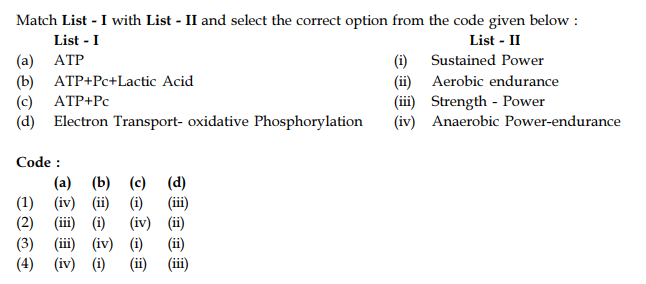 Match List - I with List - II and select the correct option from the code given below :
List - I List - II
(a) ATP (i) Sustained Power
(b) ATP+Pc+Lactic Acid (ii) Aerobic endurance
(c) ATP+Pc (iii) Strength - Power
(d) Electron Transport- oxidative Phosphorylation (iv) Anaerobic Power-endurance
Code :
(a) (b) (c) (d)
(1) (iv) (ii) (i) (iii)
(2) (iii) (i) (iv) (ii)
(3) (iii) (iv) (i) (ii)
(4) (iv) (i) (ii) (iii)